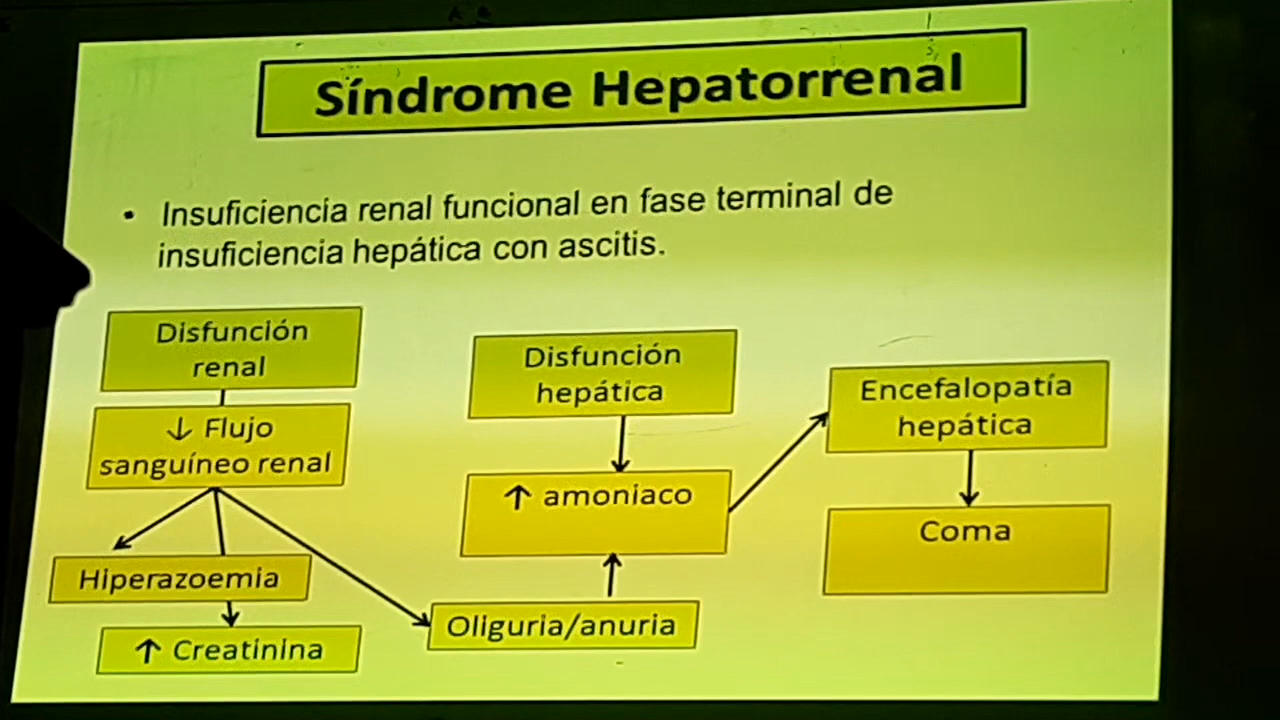 Síndrome Hepatorrenal
• Insuficiencia renal funcional en fase terminal de
insuficiencia hepática con ascitis.
Disfunción
renal
↓ Flujo
sanguíneo renal
Hiperazoemia
↑ Creatinina
Disfunción
hepática
↑ amoniaco
Oliguria/anuria
Encefalopatía
hepática
Coma